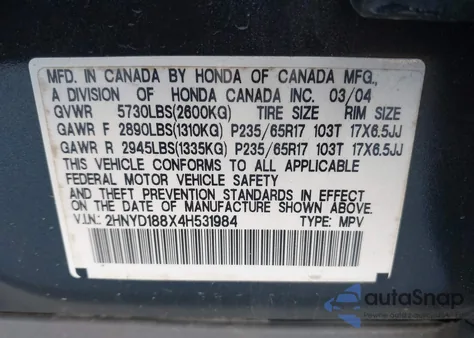 MFD. IN CANADA BY HONDA OF CANADA MFG.,
A DIVISION OF HONDA CANADA INC. 03/04
GVWR 5730LBS(2600KG) TIRE SIZE RIM SIZE
GAWR F 2890LBS(1310KG) P235/65R17 103T 17X6.5JJ
GAWR R 2945LBS(1335KG) P235/65R17 103T 17X6.5JJ
THIS VEHICLE CONFORMS TO ALL APPLICABLE
FEDERAL MOTOR VEHICLE SAFETY
AND THEFT PREVENTION STANDARDS IN EFFECT
ON THE DATE OF MANUFACTURE SHOWN ABOVE.
V.I.N.: 2HNYD188X4H531984 TYPE: MPV
autoSnap